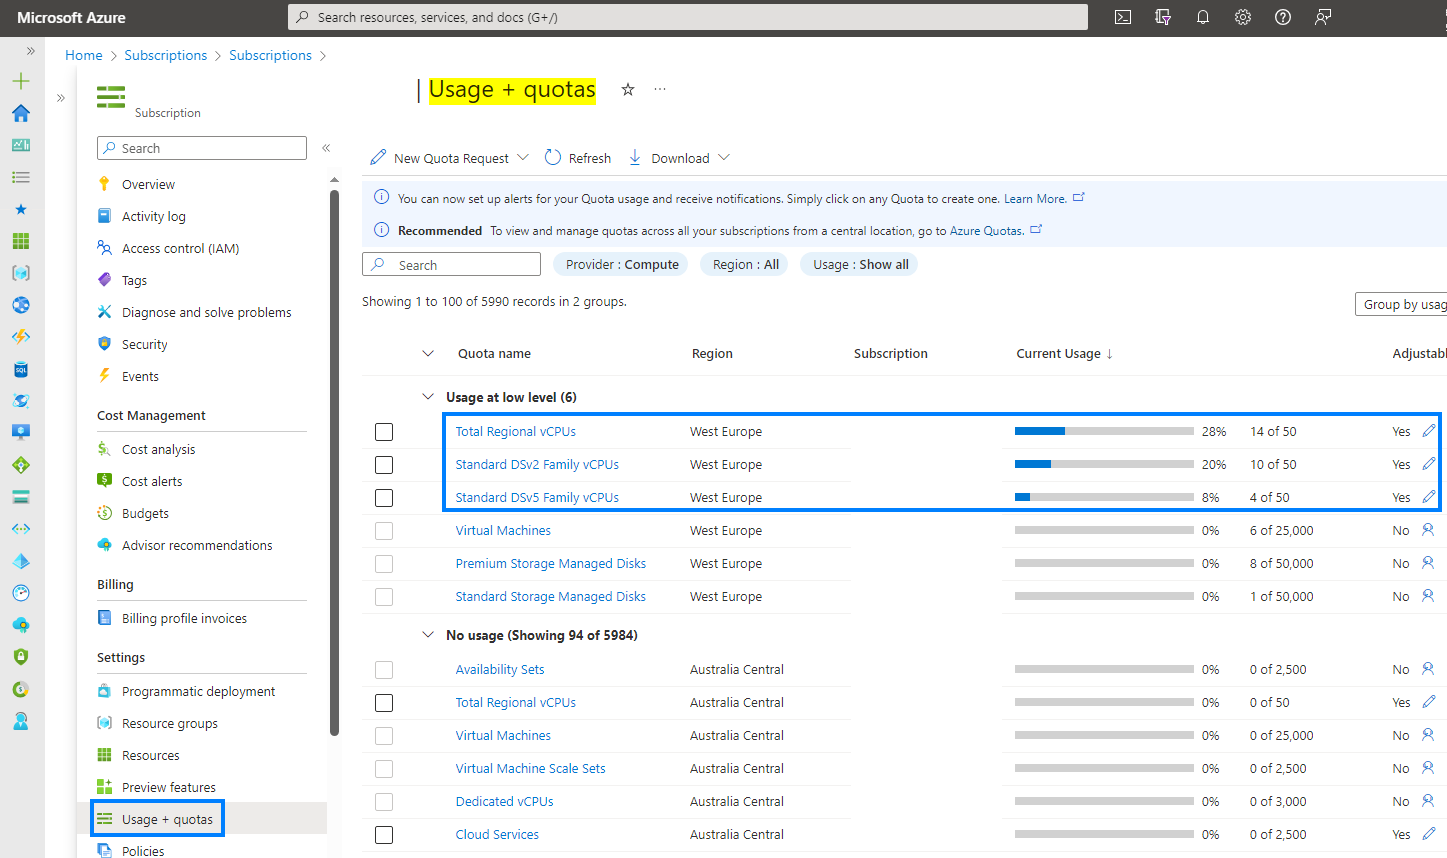 Microsoft Azure
Search resources, services, and docs (G+/)
Home > Subscriptions > Subscriptions >
| Usage + quotas
Subscription
Search
Overview
Activity log
Access control (IAM)
Tags
Diagnose and solve problems
Security
Events
Cost Management
Cost analysis
Cost alerts
Budgets
Advisor recommendations
Billing
Billing profile invoices
Settings
Programmatic deployment
Resource groups
Resources
Preview features
Usage + quotas
Policies
New Quota Request Refresh Download
You can now set up alerts for your Quota usage and receive notifications. Simply click on any Quota to create one. Learn More.
Recommended To view and manage quotas across all your subscriptions from a central location, go to Azure Quotas.
Search Provider : Compute Region : All Usage : Show all
Showing 1 to 100 of 5990 records in 2 groups.
Group by usag
Quota name Region Subscription Current Usage ↓ Adjustabl
Usage at low level (6)
Total Regional vCPUs West Europe 28% 14 of 50 Yes
Standard DSv2 Family vCPUs West Europe 20% 10 of 50 Yes
Standard DSv5 Family vCPUs West Europe 8% 4 of 50 Yes
Virtual Machines West Europe 0% 6 of 25,000 No
Premium Storage Managed Disks West Europe 0% 8 of 50,000 No
Standard Storage Managed Disks West Europe 0% 1 of 50,000 No
No usage (Showing 94 of 5984)
Availability Sets Australia Central 0% 0 of 2,500 No
Total Regional vCPUs Australia Central 0% 0 of 50 Yes
Virtual Machines Australia Central 0% 0 of 25,000 No
Virtual Machine Scale Sets Australia Central 0% 0 of 2,500 No
Dedicated vCPUs Australia Central 0% 0 of 3,000 No
Cloud Services Australia Central 0% 0 of 2,500 Yes